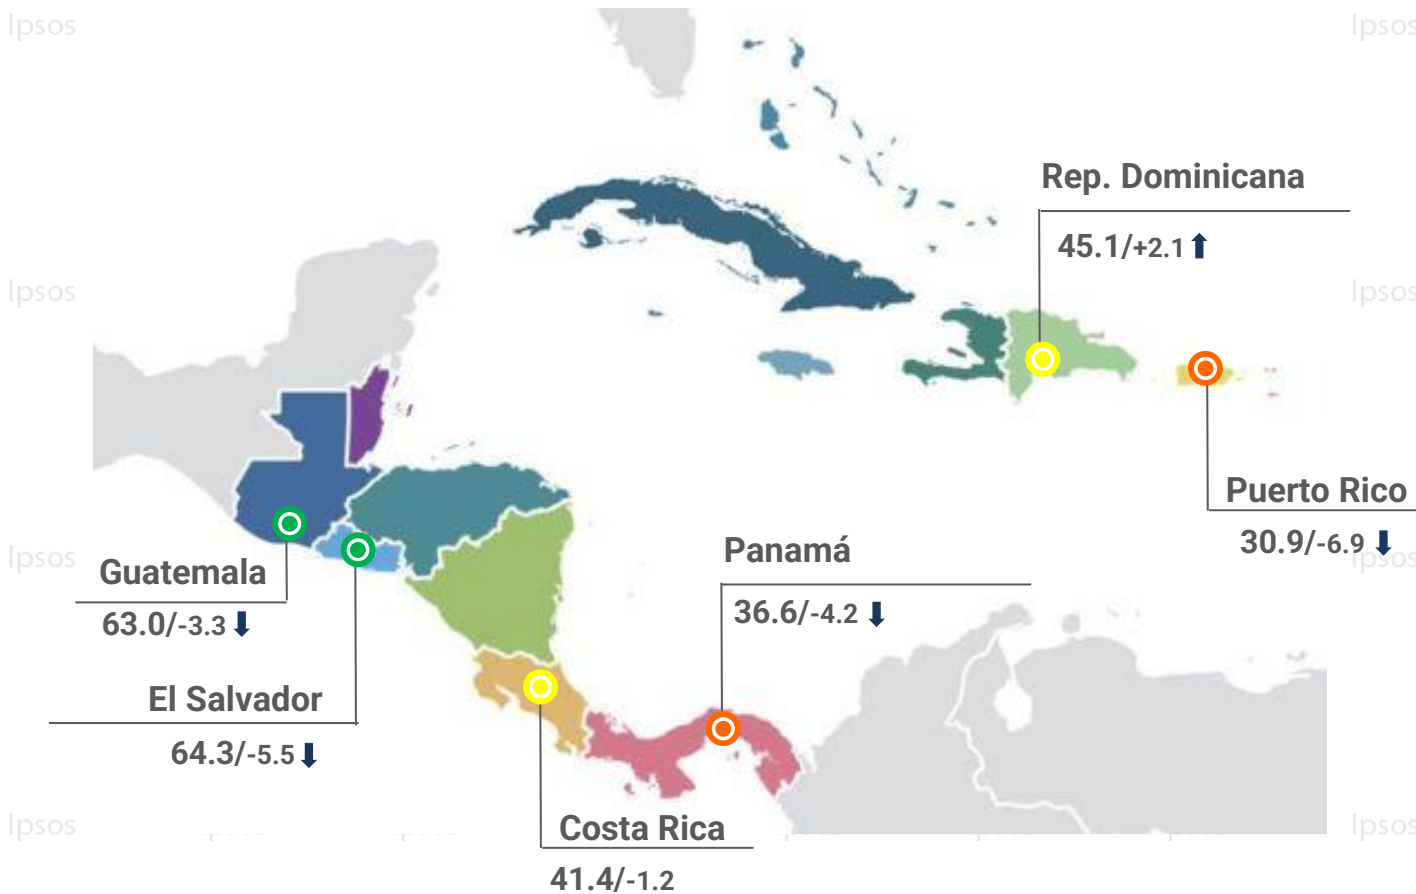 Ipsos
Ipsos
Rep. Dominicana
45.1/+2.1
Ipsos
Ipsos
Puerto Rico
30.9/-6.9
Ipsos
Ipsos
Panamá
36.6/-4.2
Guatemala
63.0/-3.3
El Salvador
64.3/-5.5
Ipsos
Ipsos
Costa Rica
41.4/-1.2